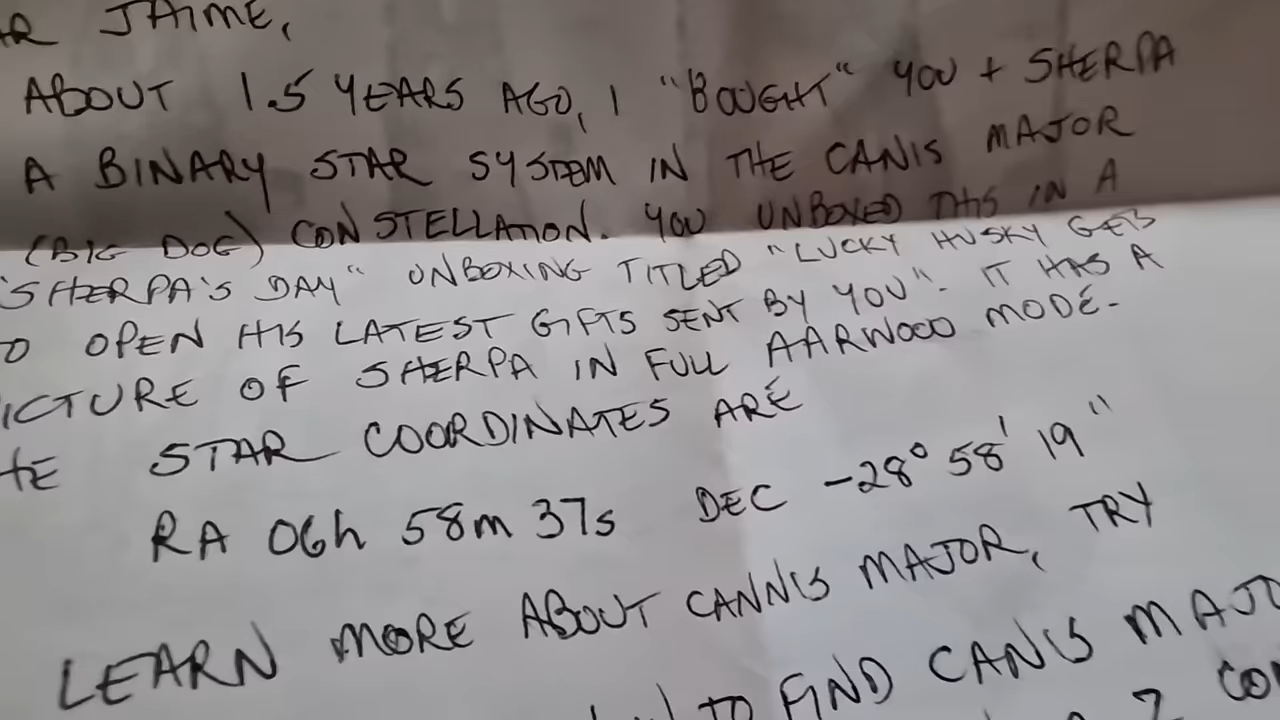 JAIME,
ABOUT 1.5 YEARS AGO, I "BOUGHT" YOU + SHERPA
A BINARY STAR SYSTEM IN THE CANIS MAJOR
(BIG DOG) CONSTELLATION. YOU UNBOXED THIS IN A
"SHERPA'S DAY" UNBOXING TITLED "LUCKY HUSKY GETS
OPEN HIS LATEST GIFTS SENT BY YOU". IT HAS A
ICTURE OF SHERPA IN FULL AARWOOO MODE.
STAR COORDINATES ARE
RA 06h 58m 37s DEC -28° 58' 19"
LEARN MORE ABOUT CANNIS MAJOR, TRY
TO FIND CANIS MAJO